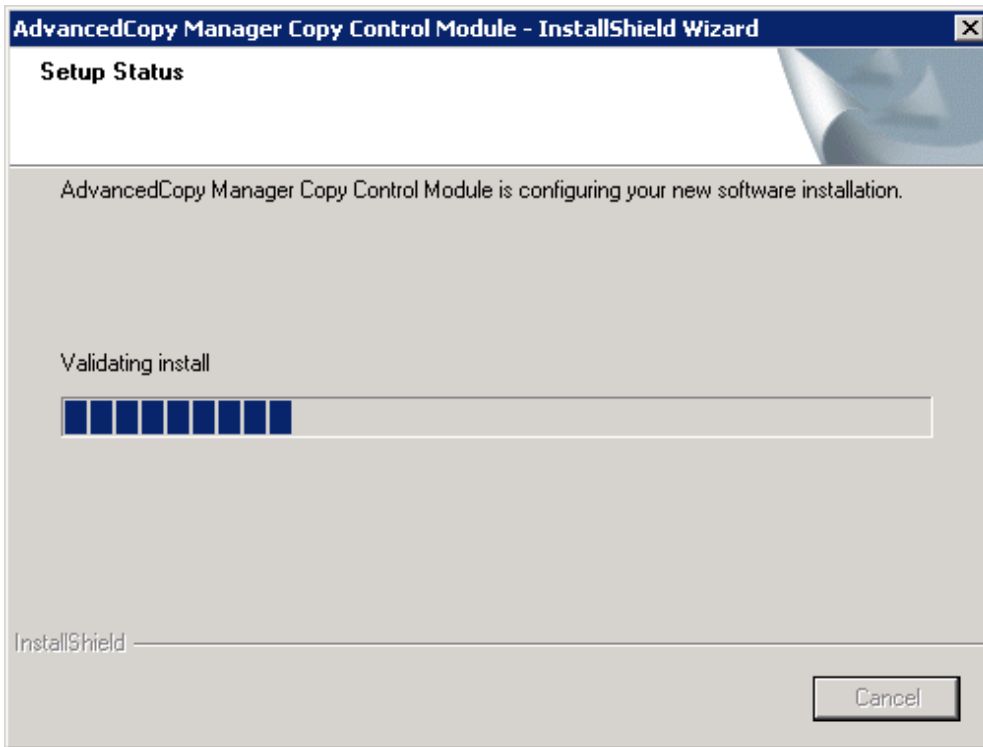 AdvancedCopy Manager Copy Control Module - InstallShield Wizard
Setup Status
AdvancedCopy Manager Copy Control Module is configuring your new software installation.
Validating install
InstallShield
Cancel